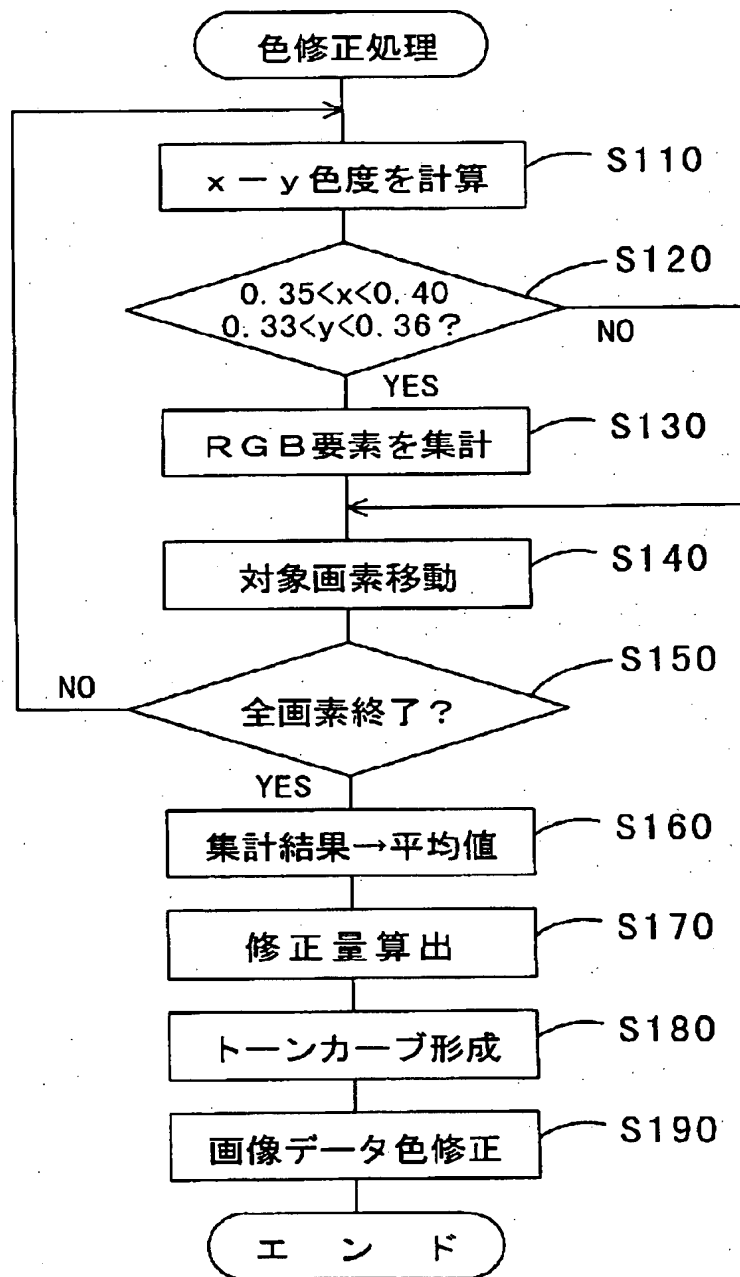 色修正処理
x－y色度を計算
S110
0.35<x<0.40
0.33<y<0.36?
S120
NO
YES
RGB要素を集計
S130
対象画素移動
S140
全画素終了?
S150
NO
YES
集計結果→平均値
S160
修正量算出
S170
トーンカーブ形成
S180
画像データ色修正
S190
エンド